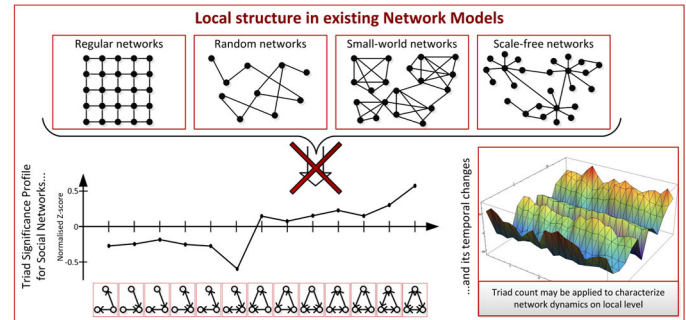 Local structure in existing Network Models
Regular networks
Random networks
Small-world networks
Scale-free networks
Triad Significance Profile
for Social Networks...
Normalised Z-score
0.5
0
-0.5
...and its temporal changes
Triad count may be applied to characterize
network dynamics on local level